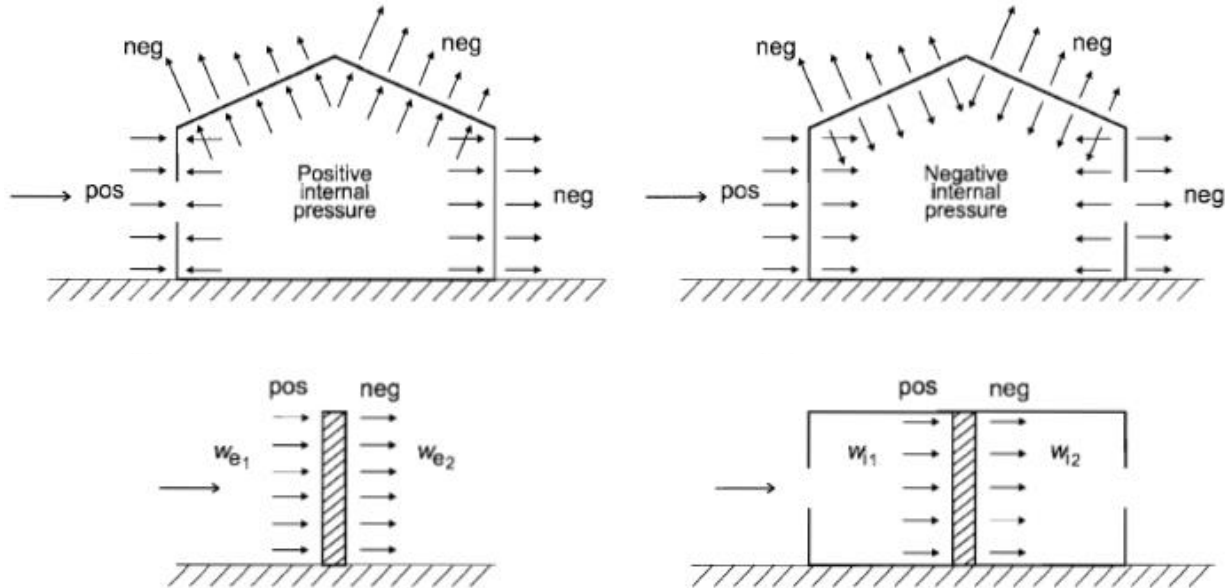 neg
neg
pos
Positive
internal
pressure
neg
neg
neg
pos
Negative
internal
pressure
neg
pos
neg
We1
We2
pos
neg
Wi1
Wi2